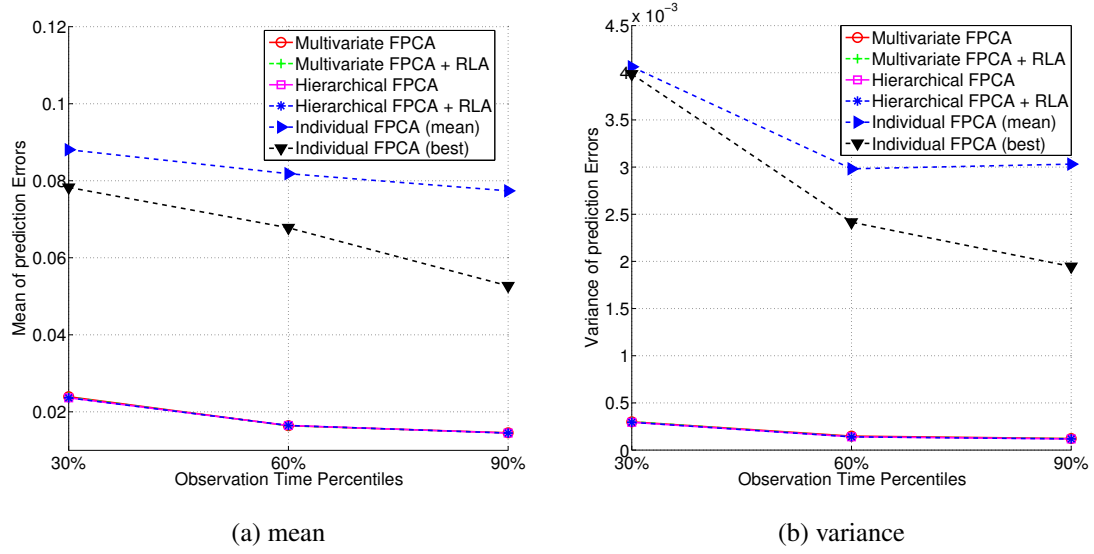 0.12
0.1
0.08
0.06
0.04
0.02
Mean of prediction Errors
Multivariate FPCA
Multivariate FPCA + RLA
Hierarchical FPCA
Hierarchical FPCA + RLA
Individual FPCA (mean)
Individual FPCA (best)
30% 60% 90%
Observation Time Percentiles
(a) mean
4.5 x 10⁻³
4
3.5
3
2.5
2
1.5
1
0.5
0
Variance of prediction Errors
Multivariate FPCA
Multivariate FPCA + RLA
Hierarchical FPCA
Hierarchical FPCA + RLA
Individual FPCA (mean)
Individual FPCA (best)
30% 60% 90%
Observation Time Percentiles
(b) variance